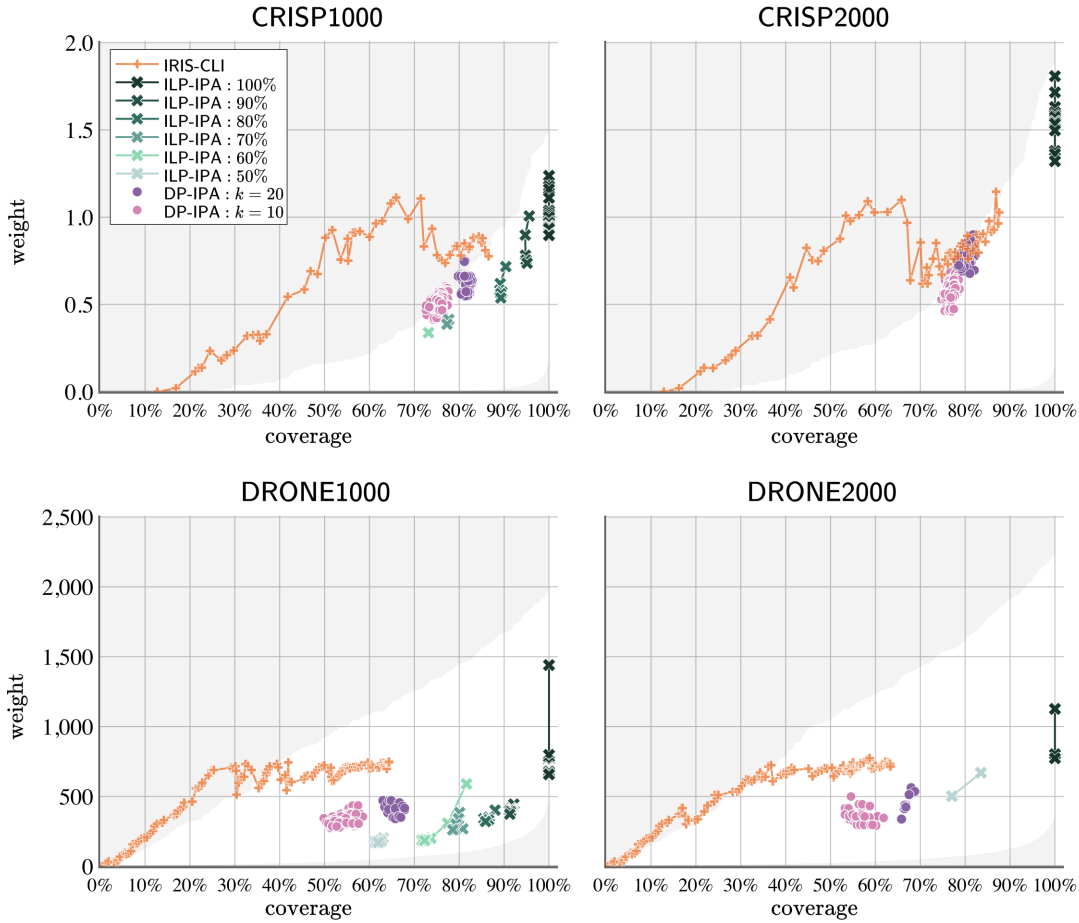 CRISP1000
CRISP2000
2.0
1.5
1.0
0.5
0.0
weight
IRIS-CLI
ILP-IPA : 100%
ILP-IPA : 90%
ILP-IPA : 80%
ILP-IPA : 70%
ILP-IPA : 60%
ILP-IPA : 50%
DP-IPA : k = 20
DP-IPA : k = 10
0% 10% 20% 30% 40% 50% 60% 70% 80% 90% 100%
0% 10% 20% 30% 40% 50% 60% 70% 80% 90% 100%
coverage
coverage
DRONE1000
DRONE2000
2,500
2,000
1,500
1,000
500
0
weight
0% 10% 20% 30% 40% 50% 60% 70% 80% 90% 100%
0% 10% 20% 30% 40% 50% 60% 70% 80% 90% 100%
coverage
coverage